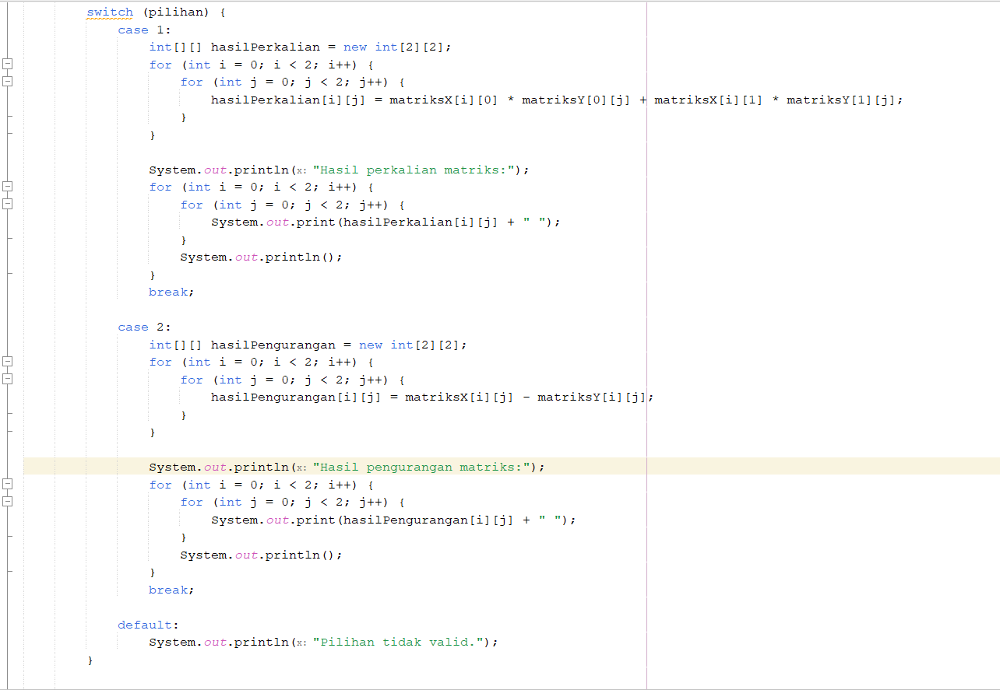 switch (pilihan) {
    case 1:
        int[][] hasilPerkalian = new int[2][2];
        for (int i = 0; i < 2; i++) {
            for (int j = 0; j < 2; j++) {
                hasilPerkalian[i][j] = matriksX[i][0] * matriksY[0][j] + matriksX[i][1] * matriksY[1][j];
            }
        }

        System.out.println(x: "Hasil perkalian matriks:");
        for (int i = 0; i < 2; i++) {
            for (int j = 0; j < 2; j++) {
                System.out.print(hasilPerkalian[i][j] + " ");
            }
            System.out.println();
        }
        break;

    case 2:
        int[][] hasilPengurangan = new int[2][2];
        for (int i = 0; i < 2; i++) {
            for (int j = 0; j < 2; j++) {
                hasilPengurangan[i][j] = matriksX[i][j] - matriksY[i][j];
            }
        }

        System.out.println(x: "Hasil pengurangan matriks:");
        for (int i = 0; i < 2; i++) {
            for (int j = 0; j < 2; j++) {
                System.out.print(hasilPengurangan[i][j] + " ");
            }
            System.out.println();
        }
        break;

    default:
        System.out.println(x: "Pilihan tidak valid.");
}